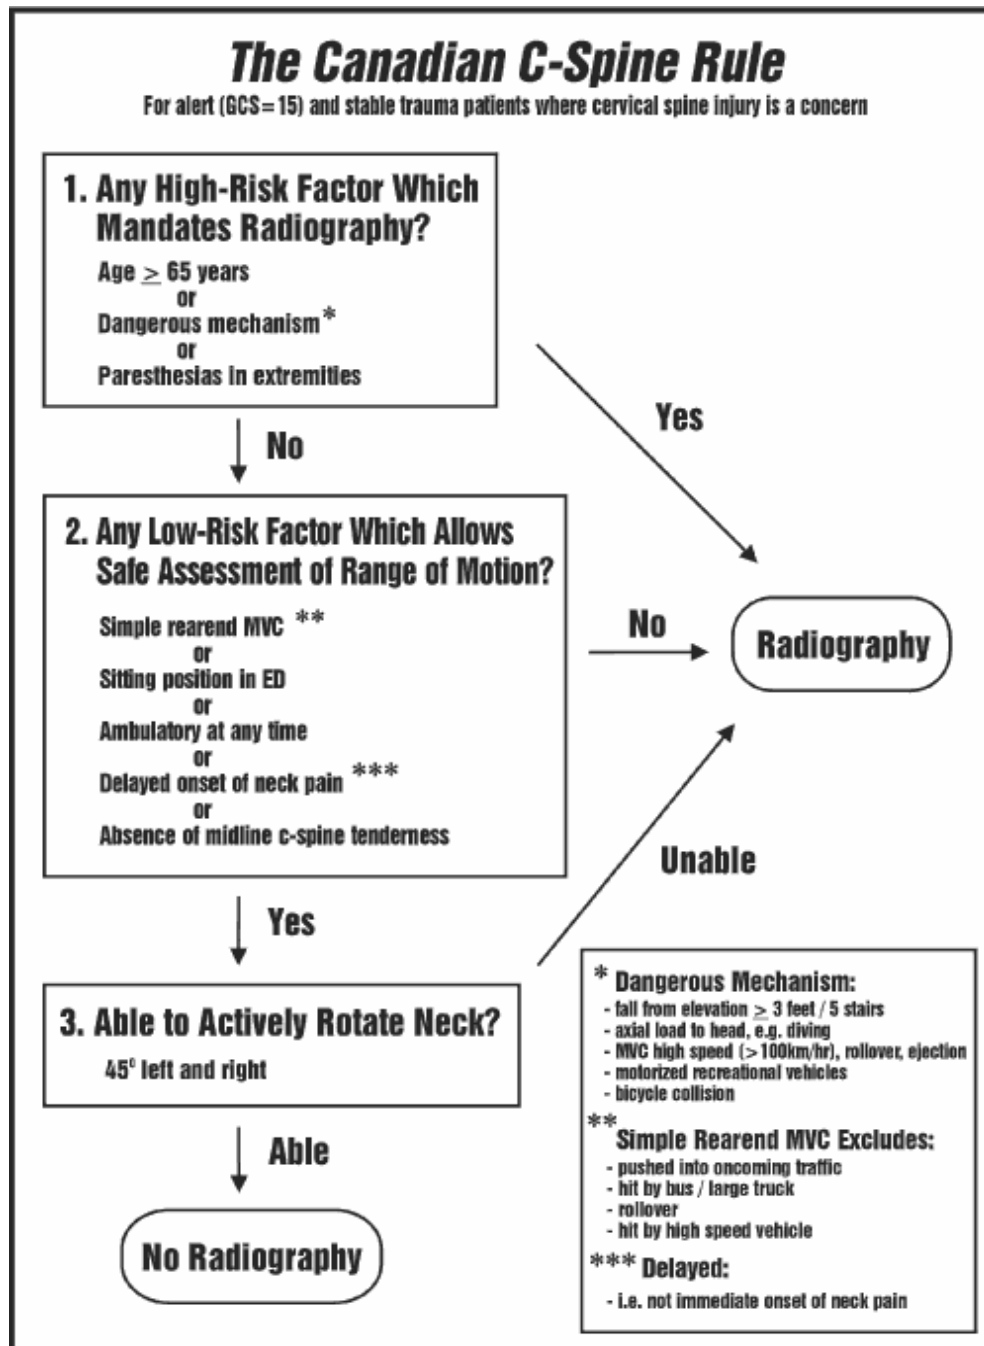 The Canadian C-Spine Rule
For alert (GCS=15) and stable trauma patients where cervical spine injury is a concern
1. Any High-Risk Factor Which
Mandates Radiography?
Age ≥ 65 years
or
Dangerous mechanism*
or
Paresthesias in extremities
Yes
No
2. Any Low-Risk Factor Which Allows
Safe Assessment of Range of Motion?
Simple rearend MVC **
or
Sitting position in ED
or
Ambulatory at any time
or
Delayed onset of neck pain ***
or
Absence of midline c-spine tenderness
No
Radiography
Yes
Unable
3. Able to Actively Rotate Neck?
45° left and right
Able
No Radiography
* Dangerous Mechanism:
- fall from elevation ≥ 3 feet / 5 stairs
- axial load to head, e.g. diving
- MVC high speed (>100km/hr), rollover, ejection
- motorized recreational vehicles
- bicycle collision
** Simple Rearend MVC Excludes:
- pushed into oncoming traffic
- hit by bus / large truck
- rollover
- hit by high speed vehicle
*** Delayed:
- i.e. not immediate onset of neck pain